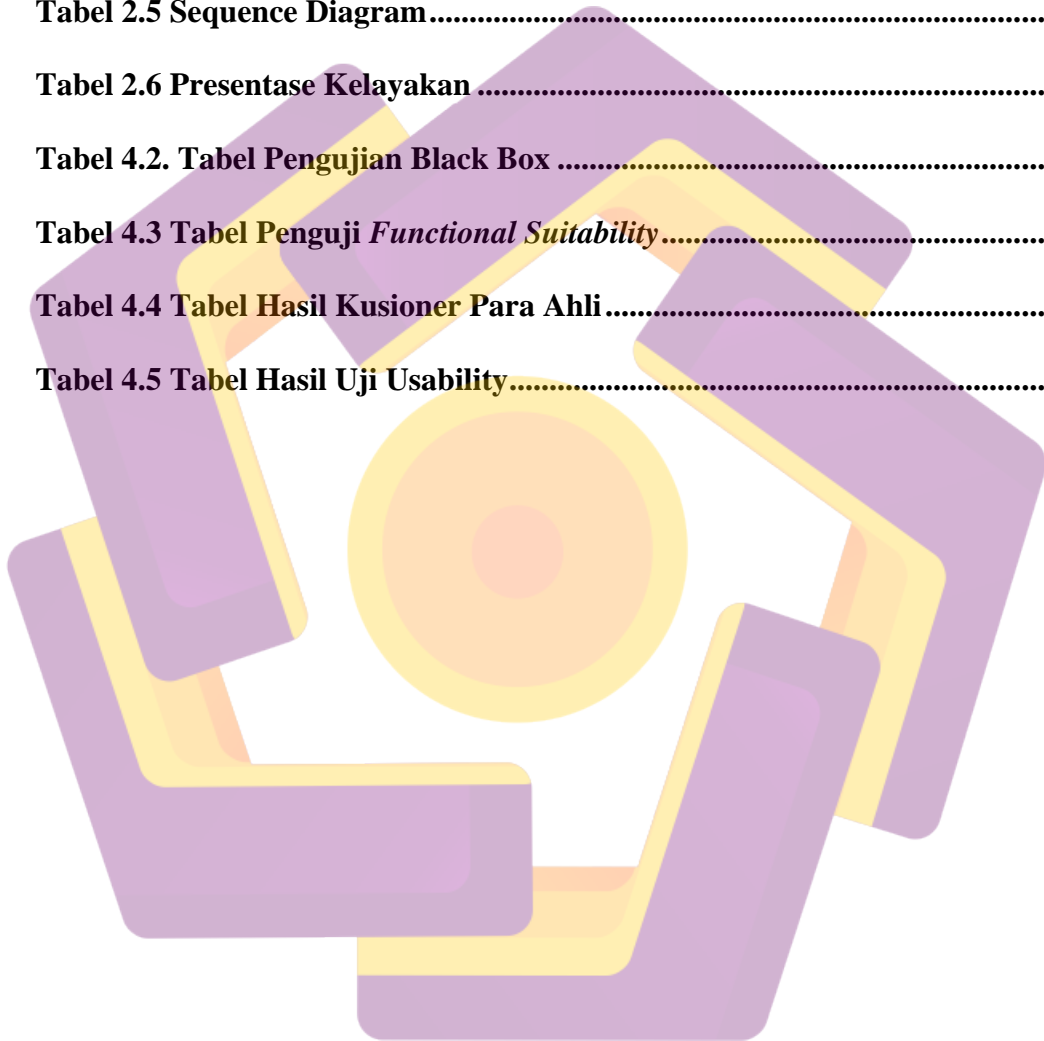 Tabel 2.5 Sequence Diagram..........................................................................
Tabel 2.6 Presentase Kelayakan....................................................................
Tabel 4.2. Tabel Pengujian Black Box...........................................................
Tabel 4.3 Tabel Penguji Functional Suitability..............................................
Tabel 4.4 Tabel Hasil Kusioner Para Ahli.....................................................
Tabel 4.5 Tabel Hasil Uji Usability................................................................